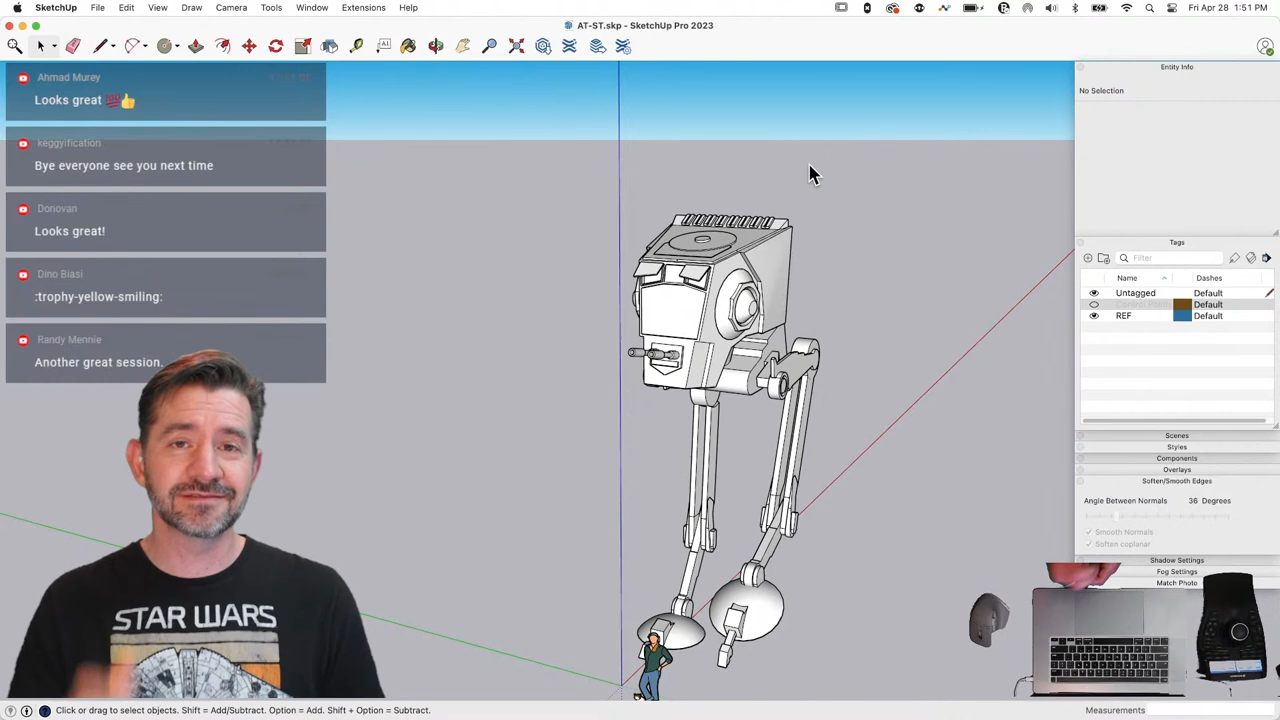 SketchUp File Edit View Draw Camera Tools Window Extensions Help Fri Apr 28 1:51 PM
AT-ST.skp - SketchUp Pro 2023
Entity Info
Ahmad Murey
No Selection
Looks great 💯👍
keggyification
Bye everyone see you next time
Donovan
Looks great!
Tags
Filter
Dino Biasi
Name Dashes
:trophy-yellow-smiling:
Untagged Default
Default
REF Default
Randy Mennie
Another great session.
Scenes
Styles
Components
Overlays
Soften/Smooth Edges
Angle Between Normals 36 Degrees
Smooth Normals
Soften coplanar
Shadow Settings
Fog Settings
Match Photo
STAR WARS
Click or drag to select objects. Shift = Add/Subtract. Option = Add. Shift + Option = Subtract.
Measurements